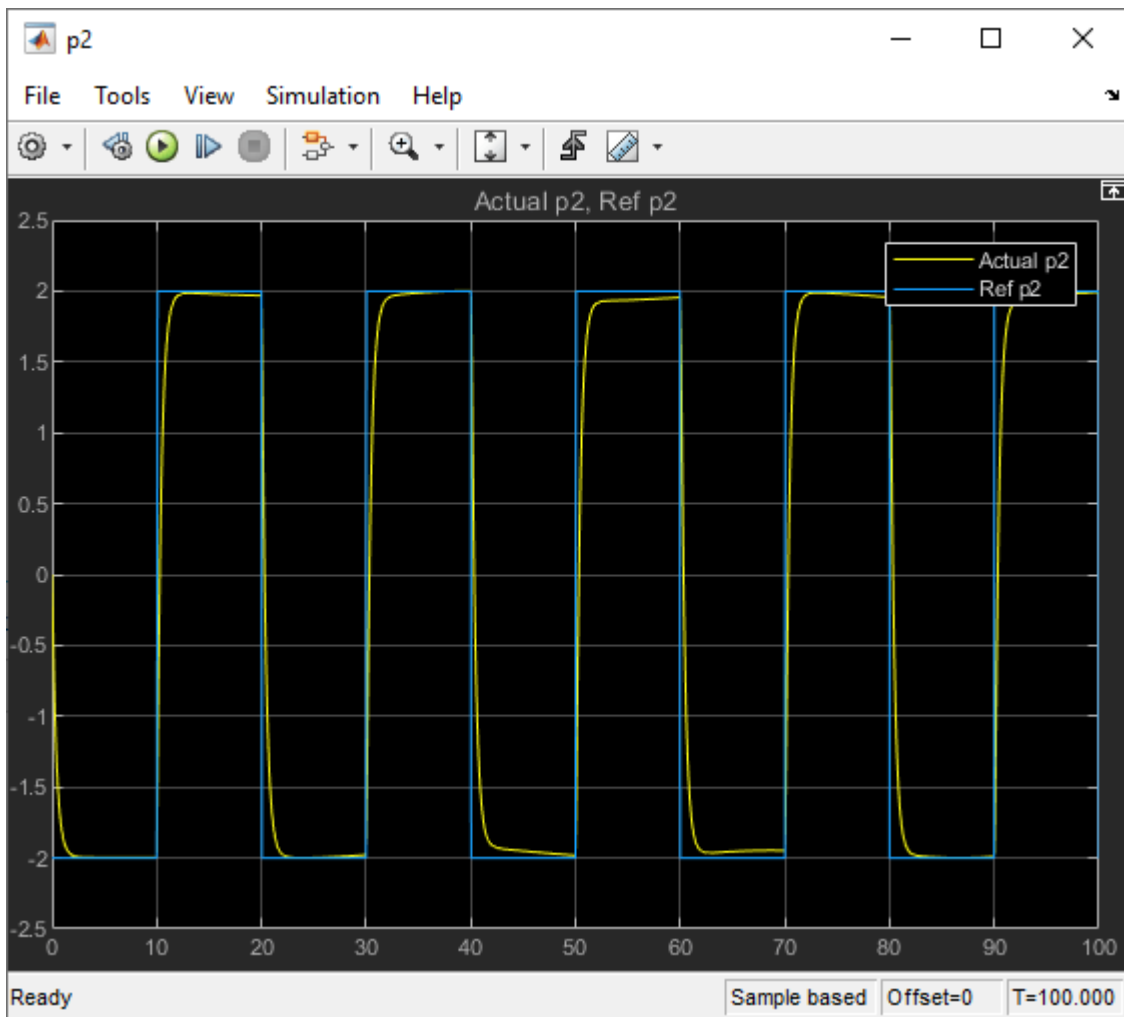 p2
File Tools View Simulation Help
Actual p2, Ref p2
2.5
2
1.5
1
0.5
0
-0.5
-1
-1.5
-2
-2.5
Actual p2
Ref p2
0 10 20 30 40 50 60 70 80 90 100
Ready Sample based Offset=0 T=100.000